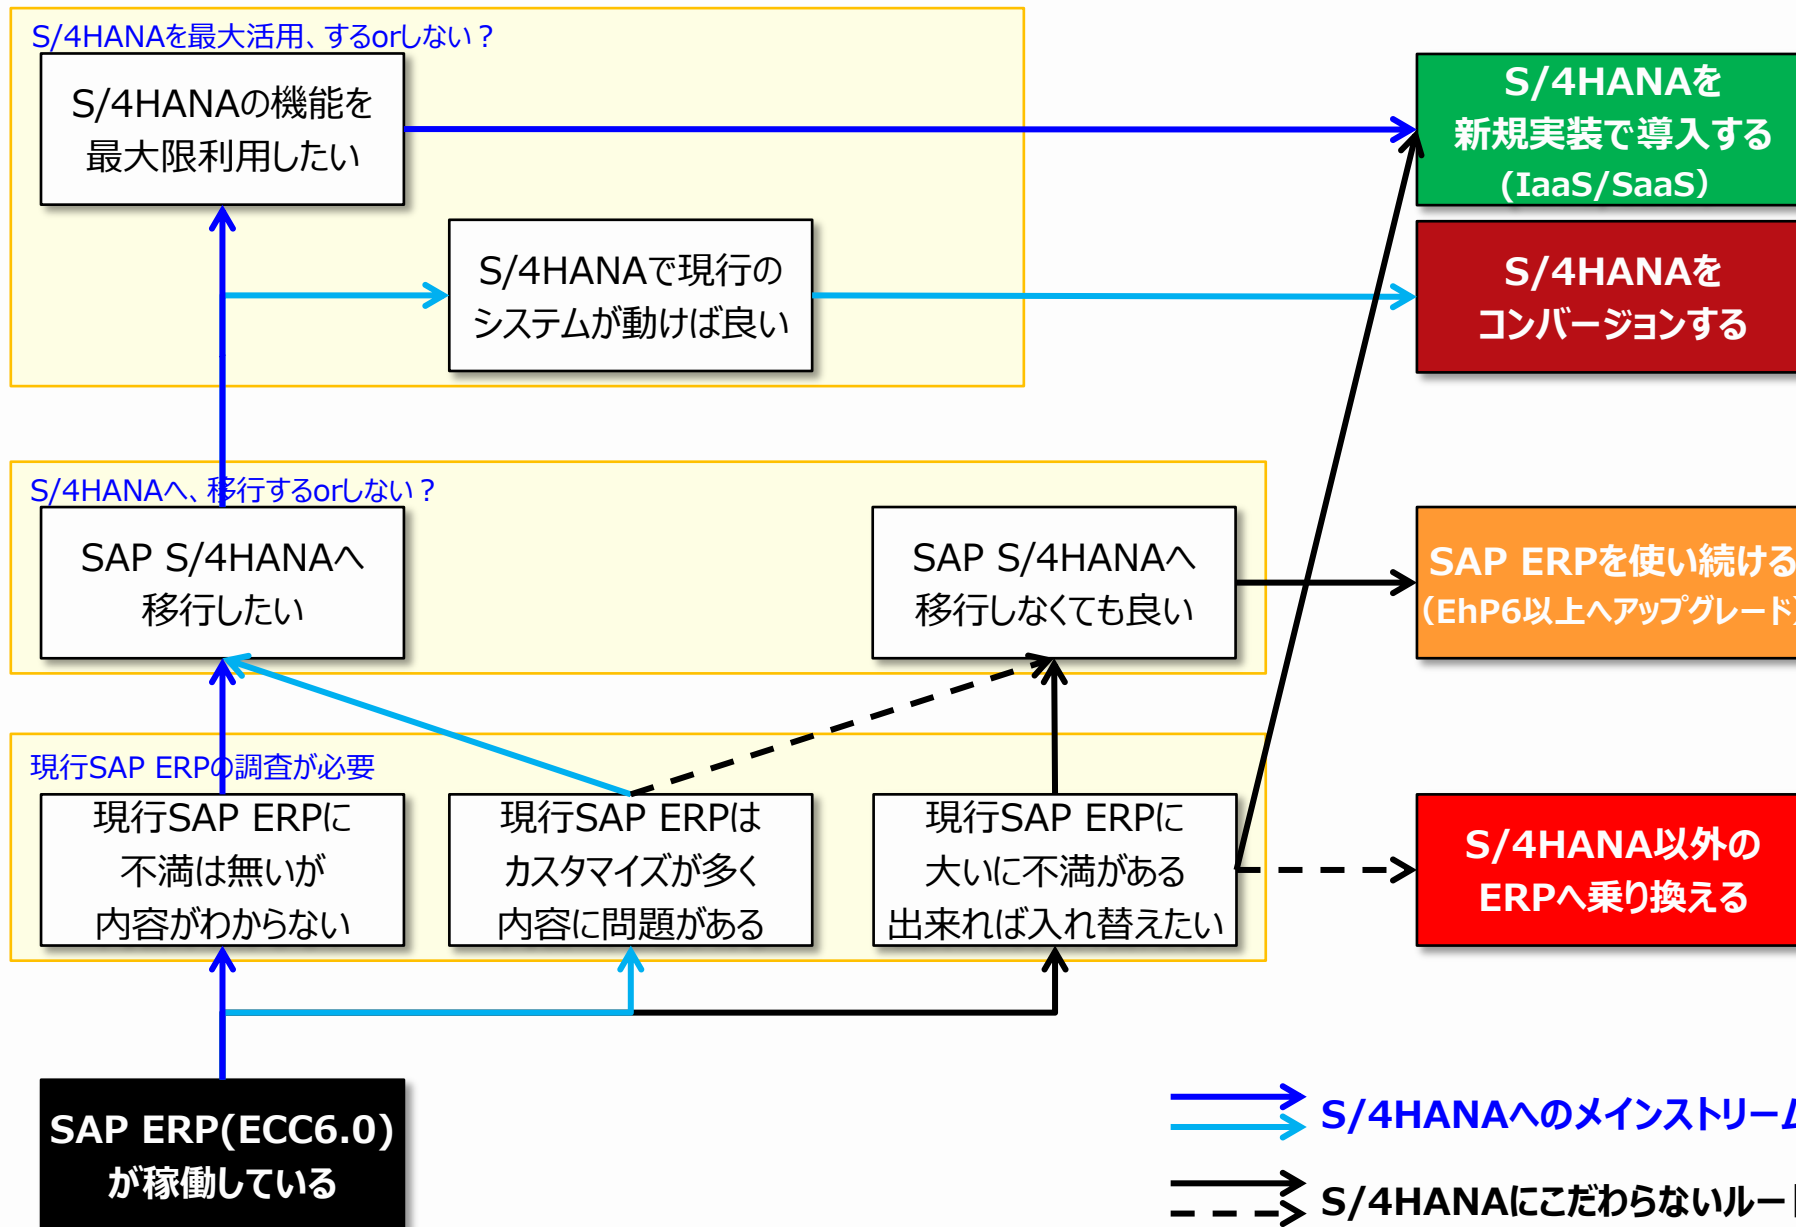 S/4HANAを最大活用、するorしない？
S/4HANAの機能を
最大限利用したい
S/4HANAを
新規実装で導入する
(IaaS/SaaS）
S/4HANAで現行の
システムが動けば良い
S/4HANAを
コンバージョンする
S/4HANAへ、移行するorしない？
SAP S/4HANAへ
移行したい
SAP S/4HANAへ
移行しなくても良い
SAP ERPを使い続ける
（EhP6以上へアップグレード）
現行SAP ERPの調査が必要
現行SAP ERPに
不満は無いが
内容がわからない
現行SAP ERPは
カスタマイズが多く
内容に問題がある
現行SAP ERPに
大いに不満がある
出来れば入れ替えたい
S/4HANA以外の
ERPへ乗り換える
SAP ERP(ECC6.0)
が稼働している
S/4HANAへのメインストリーム
S/4HANAにこだわらないルート